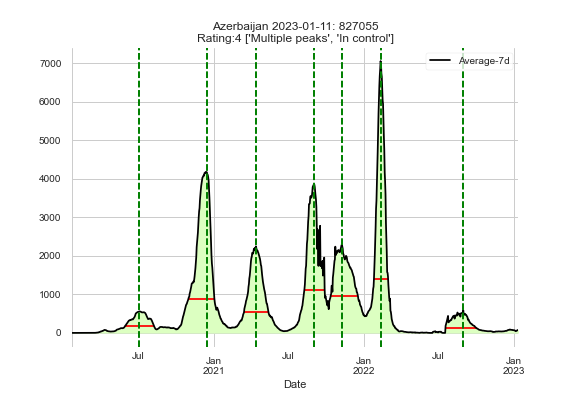 Azerbaijan 2023-01-11: 827055
Rating:4 ['Multiple peaks', 'In control']
Average-7d
7000
6000
5000
4000
3000
2000
1000
0
Jul
Jan
2021
Jul
Jan
2022
Jul
Jan
2023
Date